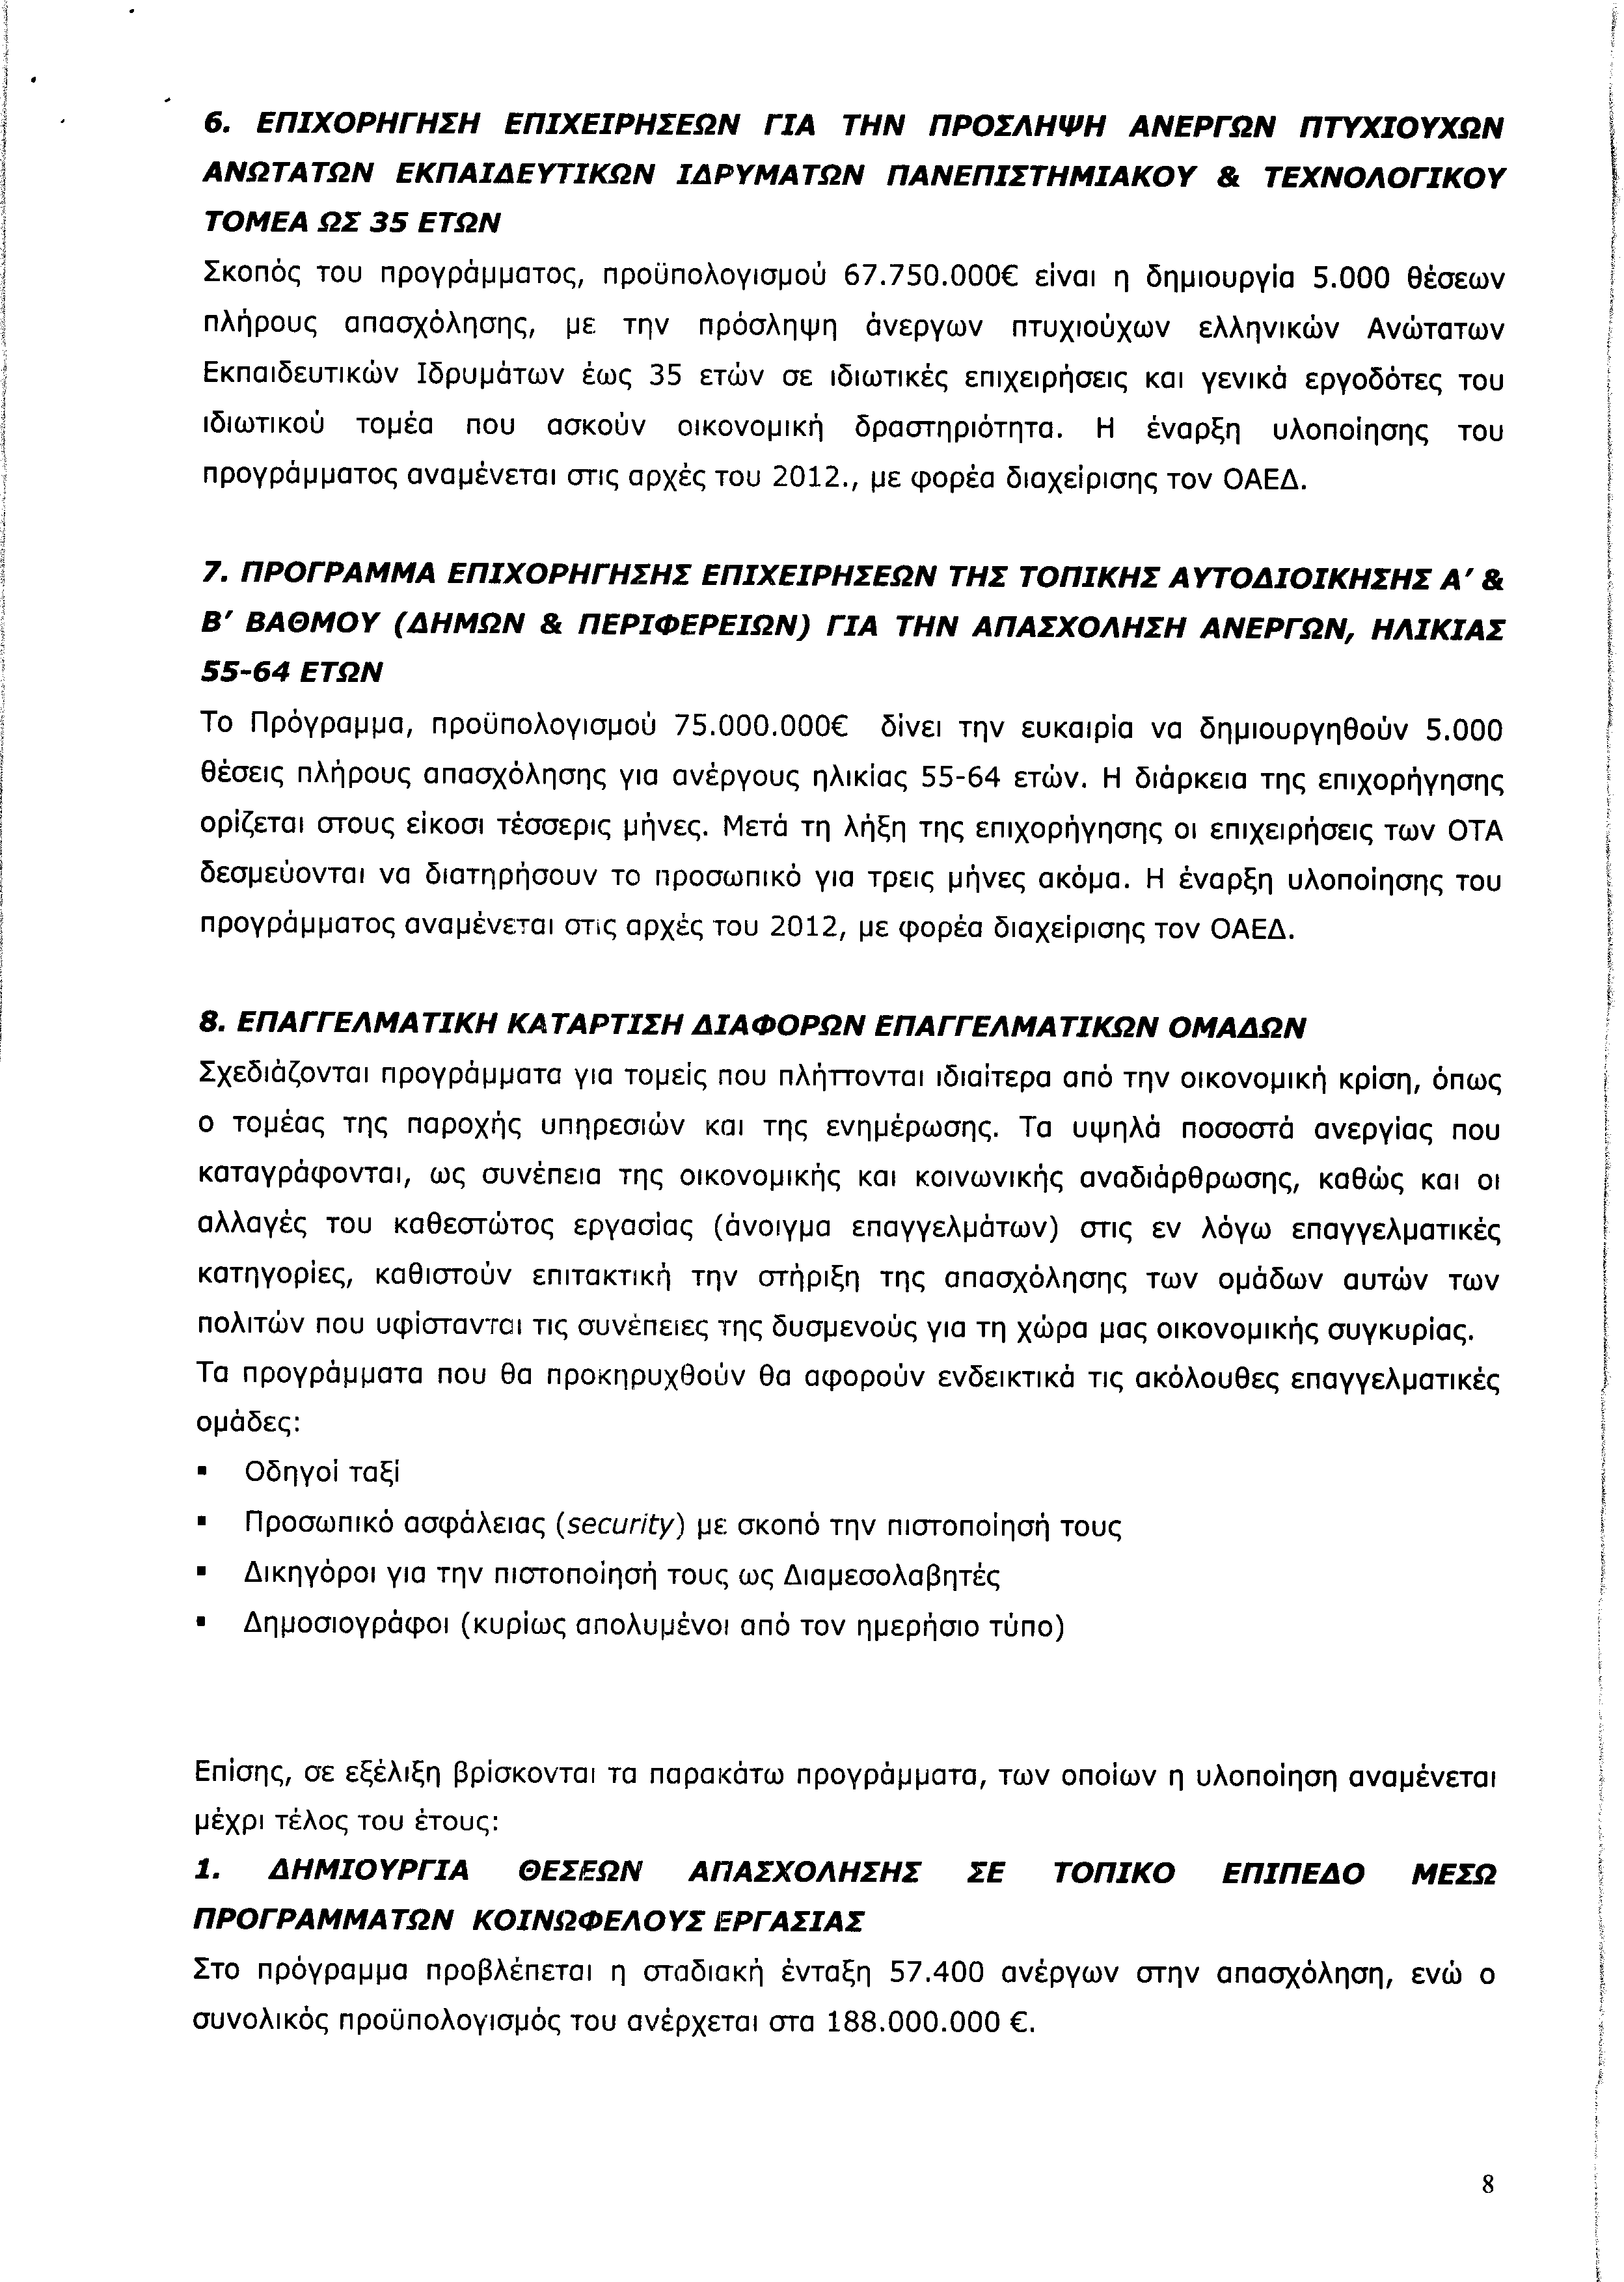 6. ΕΠΙΧΟΡΗΓΗΣΗ ΕΠΙΧΕΙΡΗΣΕΩΝ ΓΙΑ ΤΗΝ ΠΡΟΣΛΗΨΗ ΑΝΕΡΓΩΝ ΠΤΥΧΙΟΥΧΩΝ
ΑΝΩΤΑΤΩΝ ΕΚΠΑΙΔΕΥΤΙΚΩΝ ΙΔΡΥΜΑΤΩΝ ΠΑΝΕΠΙΣΤΗΜΙΑΚΟΥ & ΤΕΧΝΟΛΟΓΙΚΟΥ
ΤΟΜΕΑ ΩΣ 35 ΕΤΩΝ
Σκοπός του προγράμματος, προϋπολογισμού 67.750.000€ είναι η δημιουργία 5.000 θέσεων
πλήρους απασχόλησης, με την πρόσληψη άνεργων πτυχιούχων ελληνικών Ανώτατων
Εκπαιδευτικών Ιδρυμάτων έως 35 ετών σε ιδιωτικές επιχειρήσεις και γενικά εργοδότες του
ιδιωτικού τομέα που ασκούν οικονομική δραστηριότητα. Η έναρξη υλοποίησης του
προγράμματος αναμένεται στις αρχές του 2012., με φορέα διαχείρισης τον ΟΑΕΔ.
7. ΠΡΟΓΡΑΜΜΑ ΕΠΙΧΟΡΗΓΗΣΗΣ ΕΠΙΧΕΙΡΗΣΕΩΝ ΤΗΣ ΤΟΠΙΚΗΣ ΑΥΤΟΔΙΟΙΚΗΣΗΣ Α' &
Β' ΒΑΘΜΟΥ (ΔΗΜΩΝ & ΠΕΡΙΦΕΡΕΙΩΝ) ΓΙΑ ΤΗΝ ΑΠΑΣΧΟΛΗΣΗ ΑΝΕΡΓΩΝ, ΗΛΙΚΙΑΣ
55-64 ΕΤΩΝ
Το Πρόγραμμα, προϋπολογισμού 75.000.000€ δίνει την ευκαιρία να δημιουργηθούν 5.000
θέσεις πλήρους απασχόλησης για ανέργους ηλικίας 55-64 ετών. Η διάρκεια της επιχορήγησης
ορίζεται στους είκοσι τέσσερις μήνες. Μετά τη λήξη της επιχορήγησης οι επιχειρήσεις των ΟΤΑ
δεσμεύονται να διατηρήσουν το προσωπικό για τρεις μήνες ακόμα. Η έναρξη υλοποίησης του
προγράμματος αναμένεται στις αρχές του 2012, με φορέα διαχείρισης τον ΟΑΕΔ.
8. ΕΠΑΓΓΕΛΜΑΤΙΚΗ ΚΑΤΑΡΤΙΣΗ ΔΙΑΦΟΡΩΝ ΕΠΑΓΓΕΛΜΑΤΙΚΩΝ ΟΜΑΔΩΝ
Σχεδιάζονται προγράμματα για τομείς που πλήττονται ιδιαίτερα από την οικονομική κρίση, όπως
ο τομέας της παροχής υπηρεσιών και της ενημέρωσης. Τα υψηλά ποσοστά ανεργίας που
καταγράφονται, ως συνέπεια της οικονομικής και κοινωνικής αναδιάρθρωσης, καθώς και οι
αλλαγές του καθεστώτος εργασίας (άνοιγμα επαγγελμάτων) στις εν λόγω επαγγελματικές
κατηγορίες, καθιστούν επιτακτική την στήριξη της απασχόλησης των ομάδων αυτών των
πολιτών που υφίστανται τις συνέπειες της δυσμενούς για τη χώρα μας οικονομικής συγκυρίας.
Τα προγράμματα που θα προκηρυχθούν θα αφορούν ενδεικτικά τις ακόλουθες επαγγελματικές
ομάδες:
▪ Οδηγοί ταξί
▪ Προσωπικό ασφάλειας (security) με σκοπό την πιστοποίησή τους
▪ Δικηγόροι για την πιστοποίησή τους ως Διαμεσολαβητές
▪ Δημοσιογράφοι (κυρίως απολυμένοι από τον ημερήσιο τύπο)
Επίσης, σε εξέλιξη βρίσκονται τα παρακάτω προγράμματα, των οποίων η υλοποίηση αναμένεται
μέχρι τέλος του έτους:
1. ΔΗΜΙΟΥΡΓΙΑ ΘΕΣΕΩΝ ΑΠΑΣΧΟΛΗΣΗΣ ΣΕ ΤΟΠΙΚΟ ΕΠΙΠΕΔΟ ΜΕΣΩ
ΠΡΟΓΡΑΜΜΑΤΩΝ ΚΟΙΝΩΦΕΛΟΥΣ ΕΡΓΑΣΙΑΣ
Στο πρόγραμμα προβλέπεται η σταδιακή ένταξη 57.400 ανέργων στην απασχόληση, ενώ ο
συνολικός προϋπολογισμός του ανέρχεται στα 188.000.000 €.
8